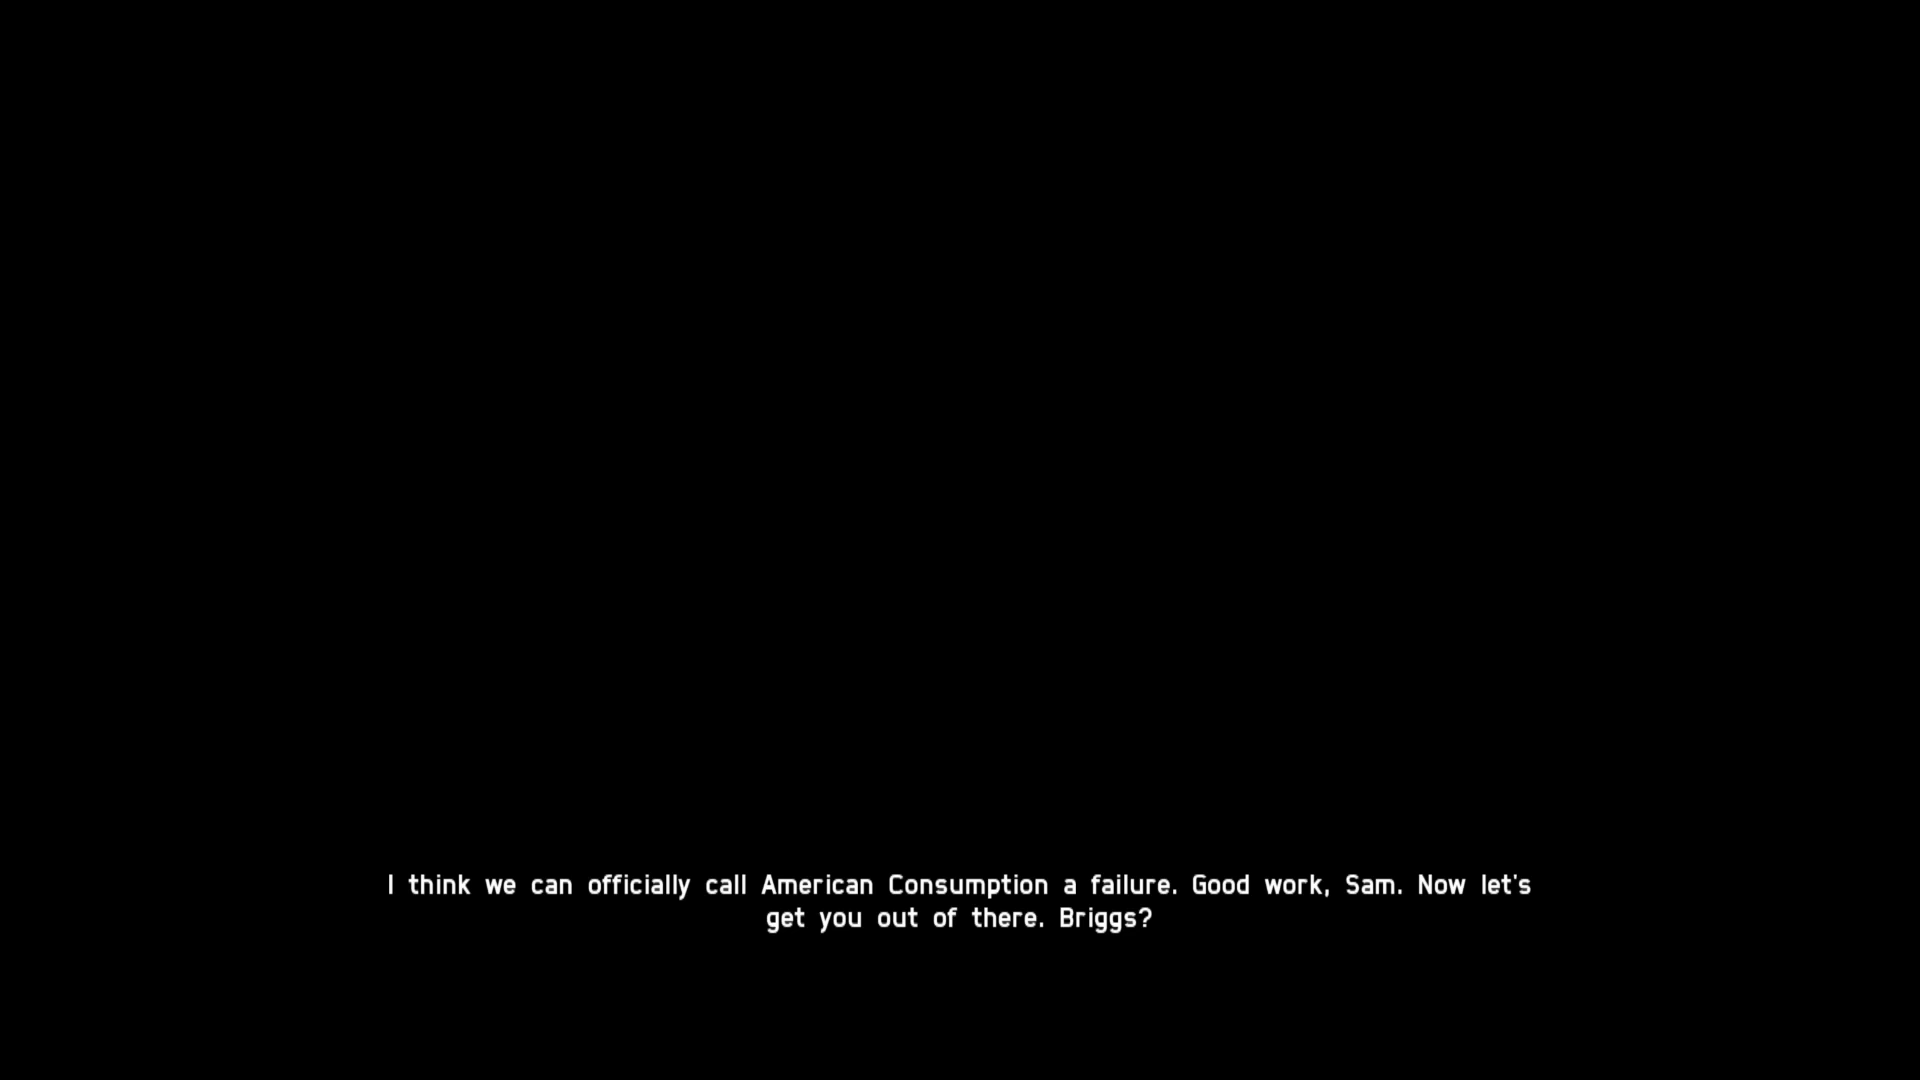 I think we can officially call American Consumption a failure. Good work, Sam. Now let's
get you out of there. Briggs?